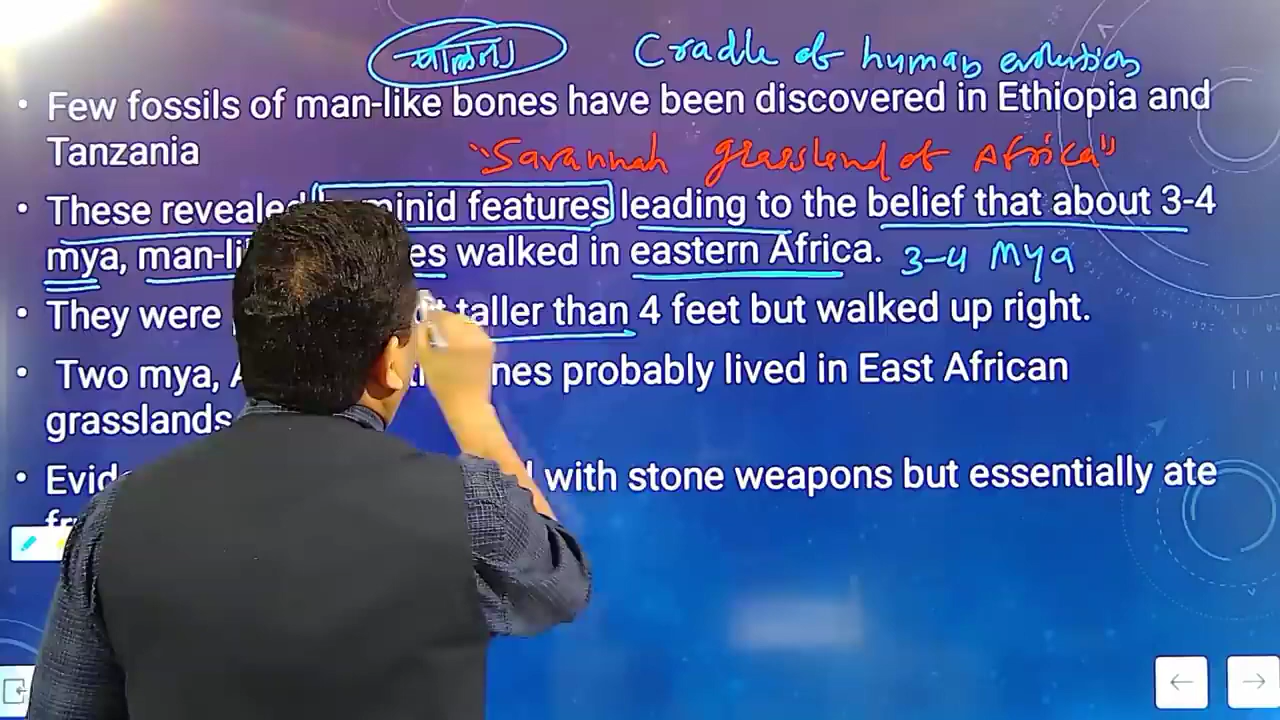 पालना Cradle of human evolution
• Few fossils of man-like bones have been discovered in Ethiopia and
Tanzania
"Savannah grassland of Africa"
• These revealed hominid features leading to the belief that about 3-4
mya, man-li es walked in eastern Africa. 3-4 mya
• They were taller than 4 feet but walked up right.
• Two mya, nes probably lived in East African
grasslands
• with stone weapons but essentially ate